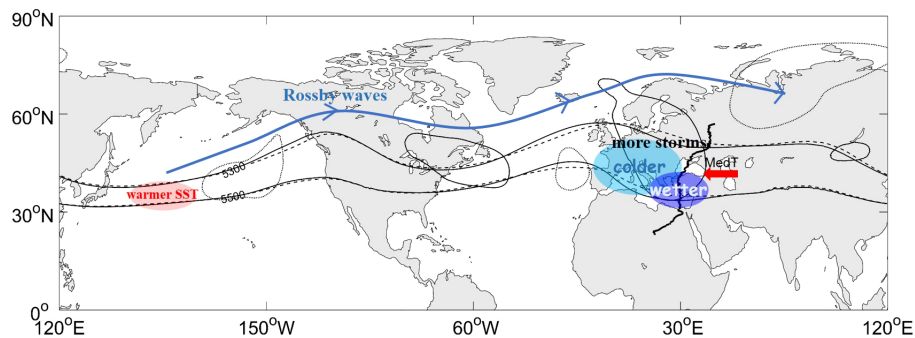 90°N
Rossby waves
60°N
more storms
5300
MedT
colder
wetter
warmer SST
5500
30°N
0°
120°E
150°W
60°W
30°E
120°E